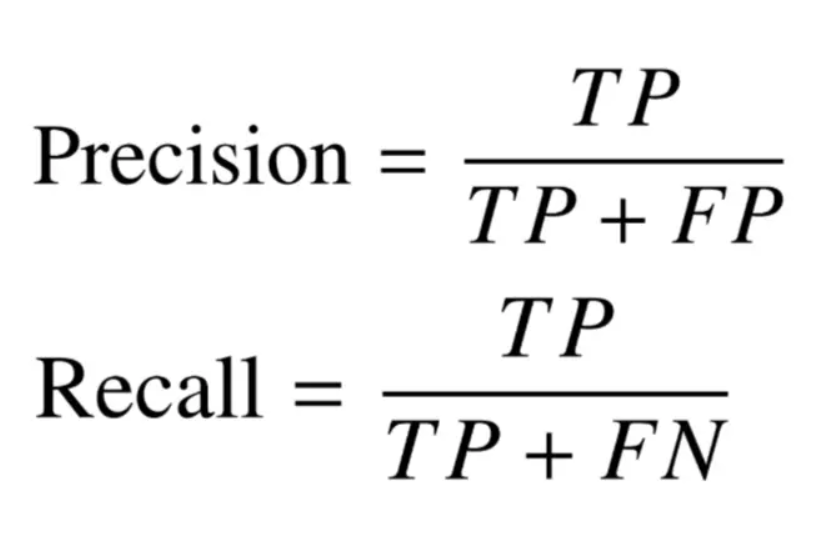 Precision = TP / TP + FP
Recall = TP / TP + FN